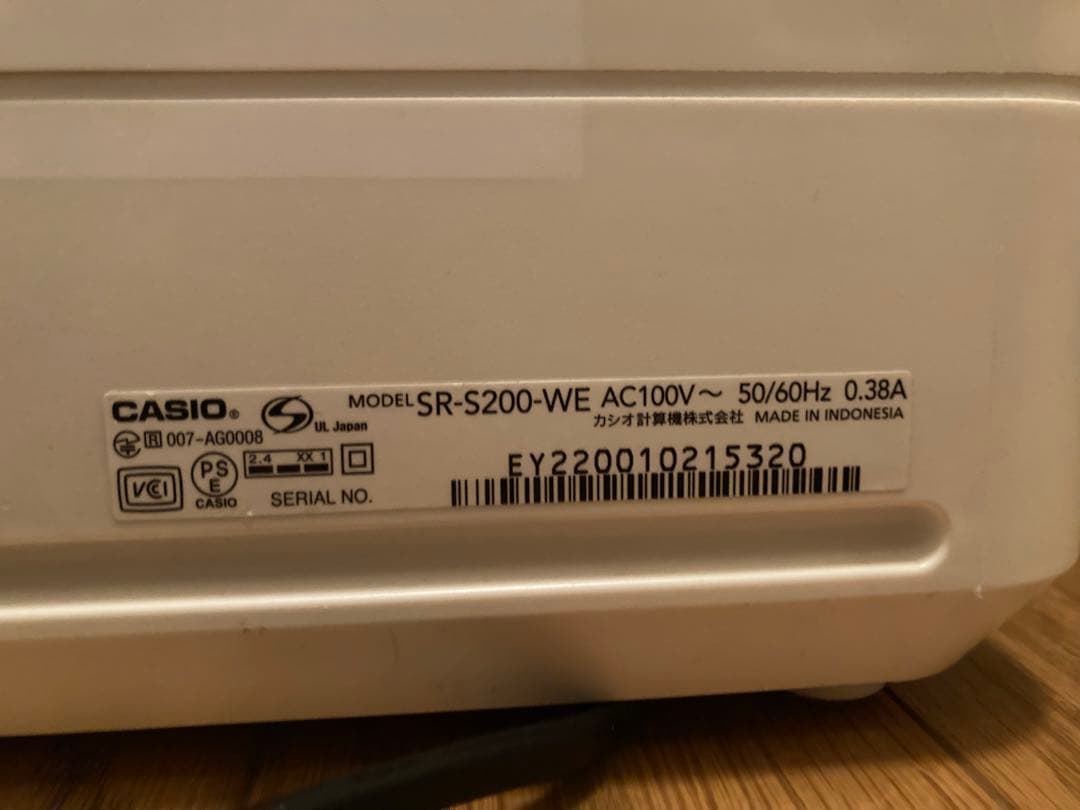 CASIO®
UL Japan
MODEL SR-S200-WE AC100V～ 50/60Hz 0.38A
カシオ計算機株式会社 MADE IN INDONESIA
R 007-AG0008
VCI
PS
E
CASIO
2.4 XX 1
SERIAL NO.
EY220010215320